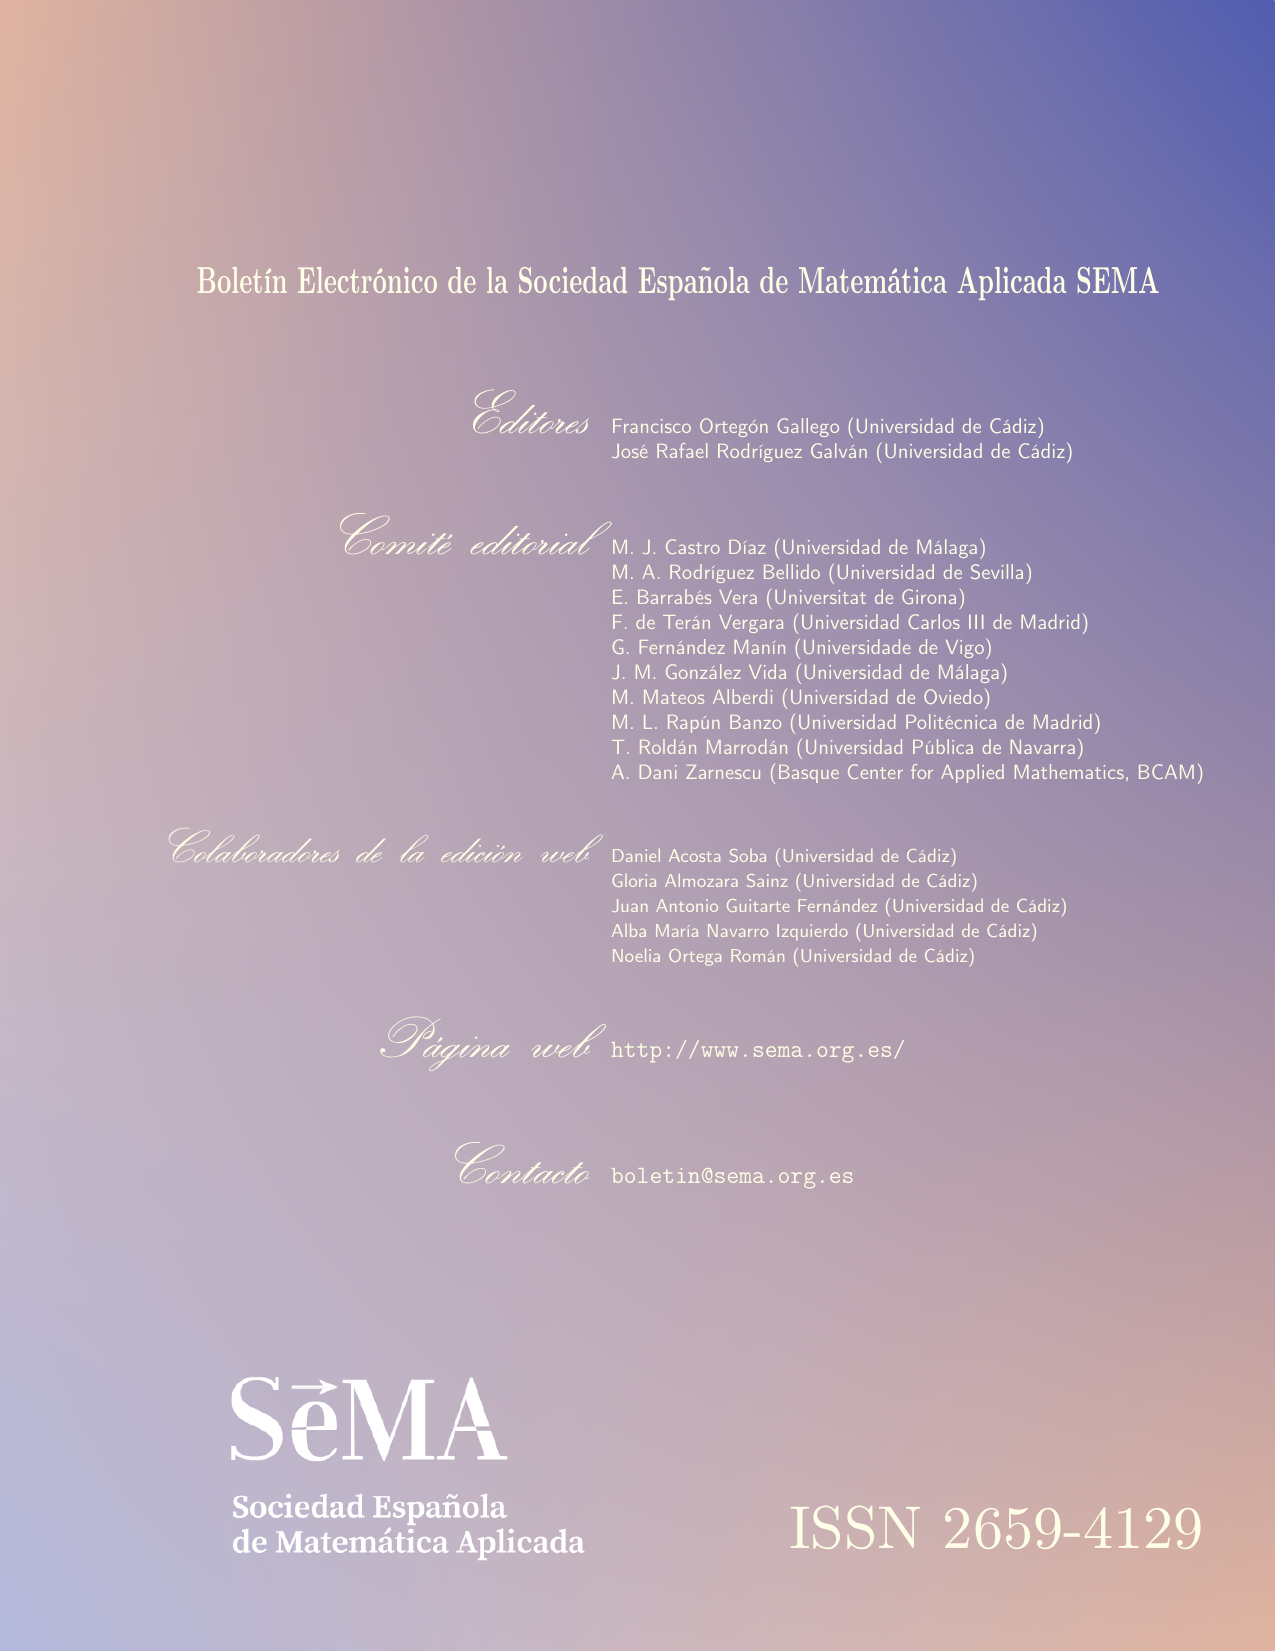 Boletín Electrónico de la Sociedad Española de Matemática Aplicada SEMA
Editores Francisco Ortegón Gallego (Universidad de Cádiz)
José Rafael Rodríguez Galván (Universidad de Cádiz)
Comité editorial M. J. Castro Díaz (Universidad de Málaga)
M. A. Rodríguez Bellido (Universidad de Sevilla)
E. Barrabés Vera (Universitat de Girona)
F. de Terán Vergara (Universidad Carlos III de Madrid)
G. Fernández Manín (Universidade de Vigo)
J. M. González Vida (Universidad de Málaga)
M. Mateos Alberdi (Universidad de Oviedo)
M. L. Rapún Banzo (Universidad Politécnica de Madrid)
T. Roldán Marrodán (Universidad Pública de Navarra)
A. Dani Zarnescu (Basque Center for Applied Mathematics, BCAM)
Colaboradores de la edición web Daniel Acosta Soba (Universidad de Cádiz)
Gloria Almozara Sainz (Universidad de Cádiz)
Juan Antonio Guitarte Fernández (Universidad de Cádiz)
Alba María Navarro Izquierdo (Universidad de Cádiz)
Noelia Ortega Román (Universidad de Cádiz)
Página web http://www.sema.org.es/
Contacto boletin@sema.org.es
SeMA
Sociedad Española
de Matemática Aplicada
ISSN 2659-4129